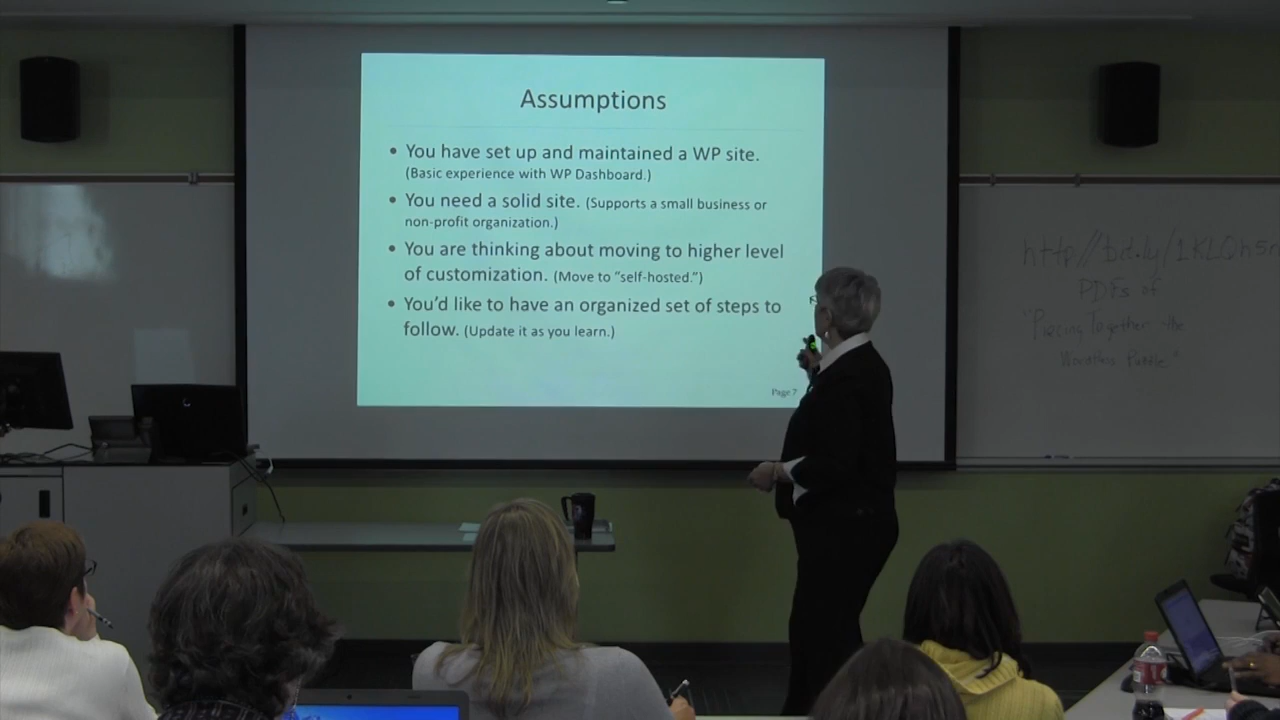 Assumptions
• You have set up and maintained a WP site.
(Basic experience with WP Dashboard.)
• You need a solid site. (Supports a small business or
non-profit organization.)
• You are thinking about moving to higher level
of customization. (Move to “self-hosted.”)
• You’d like to have an organized set of steps to
follow. (Update it as you learn.)
Page 7
PDFs of
"Piecing Together the
Puzzle"